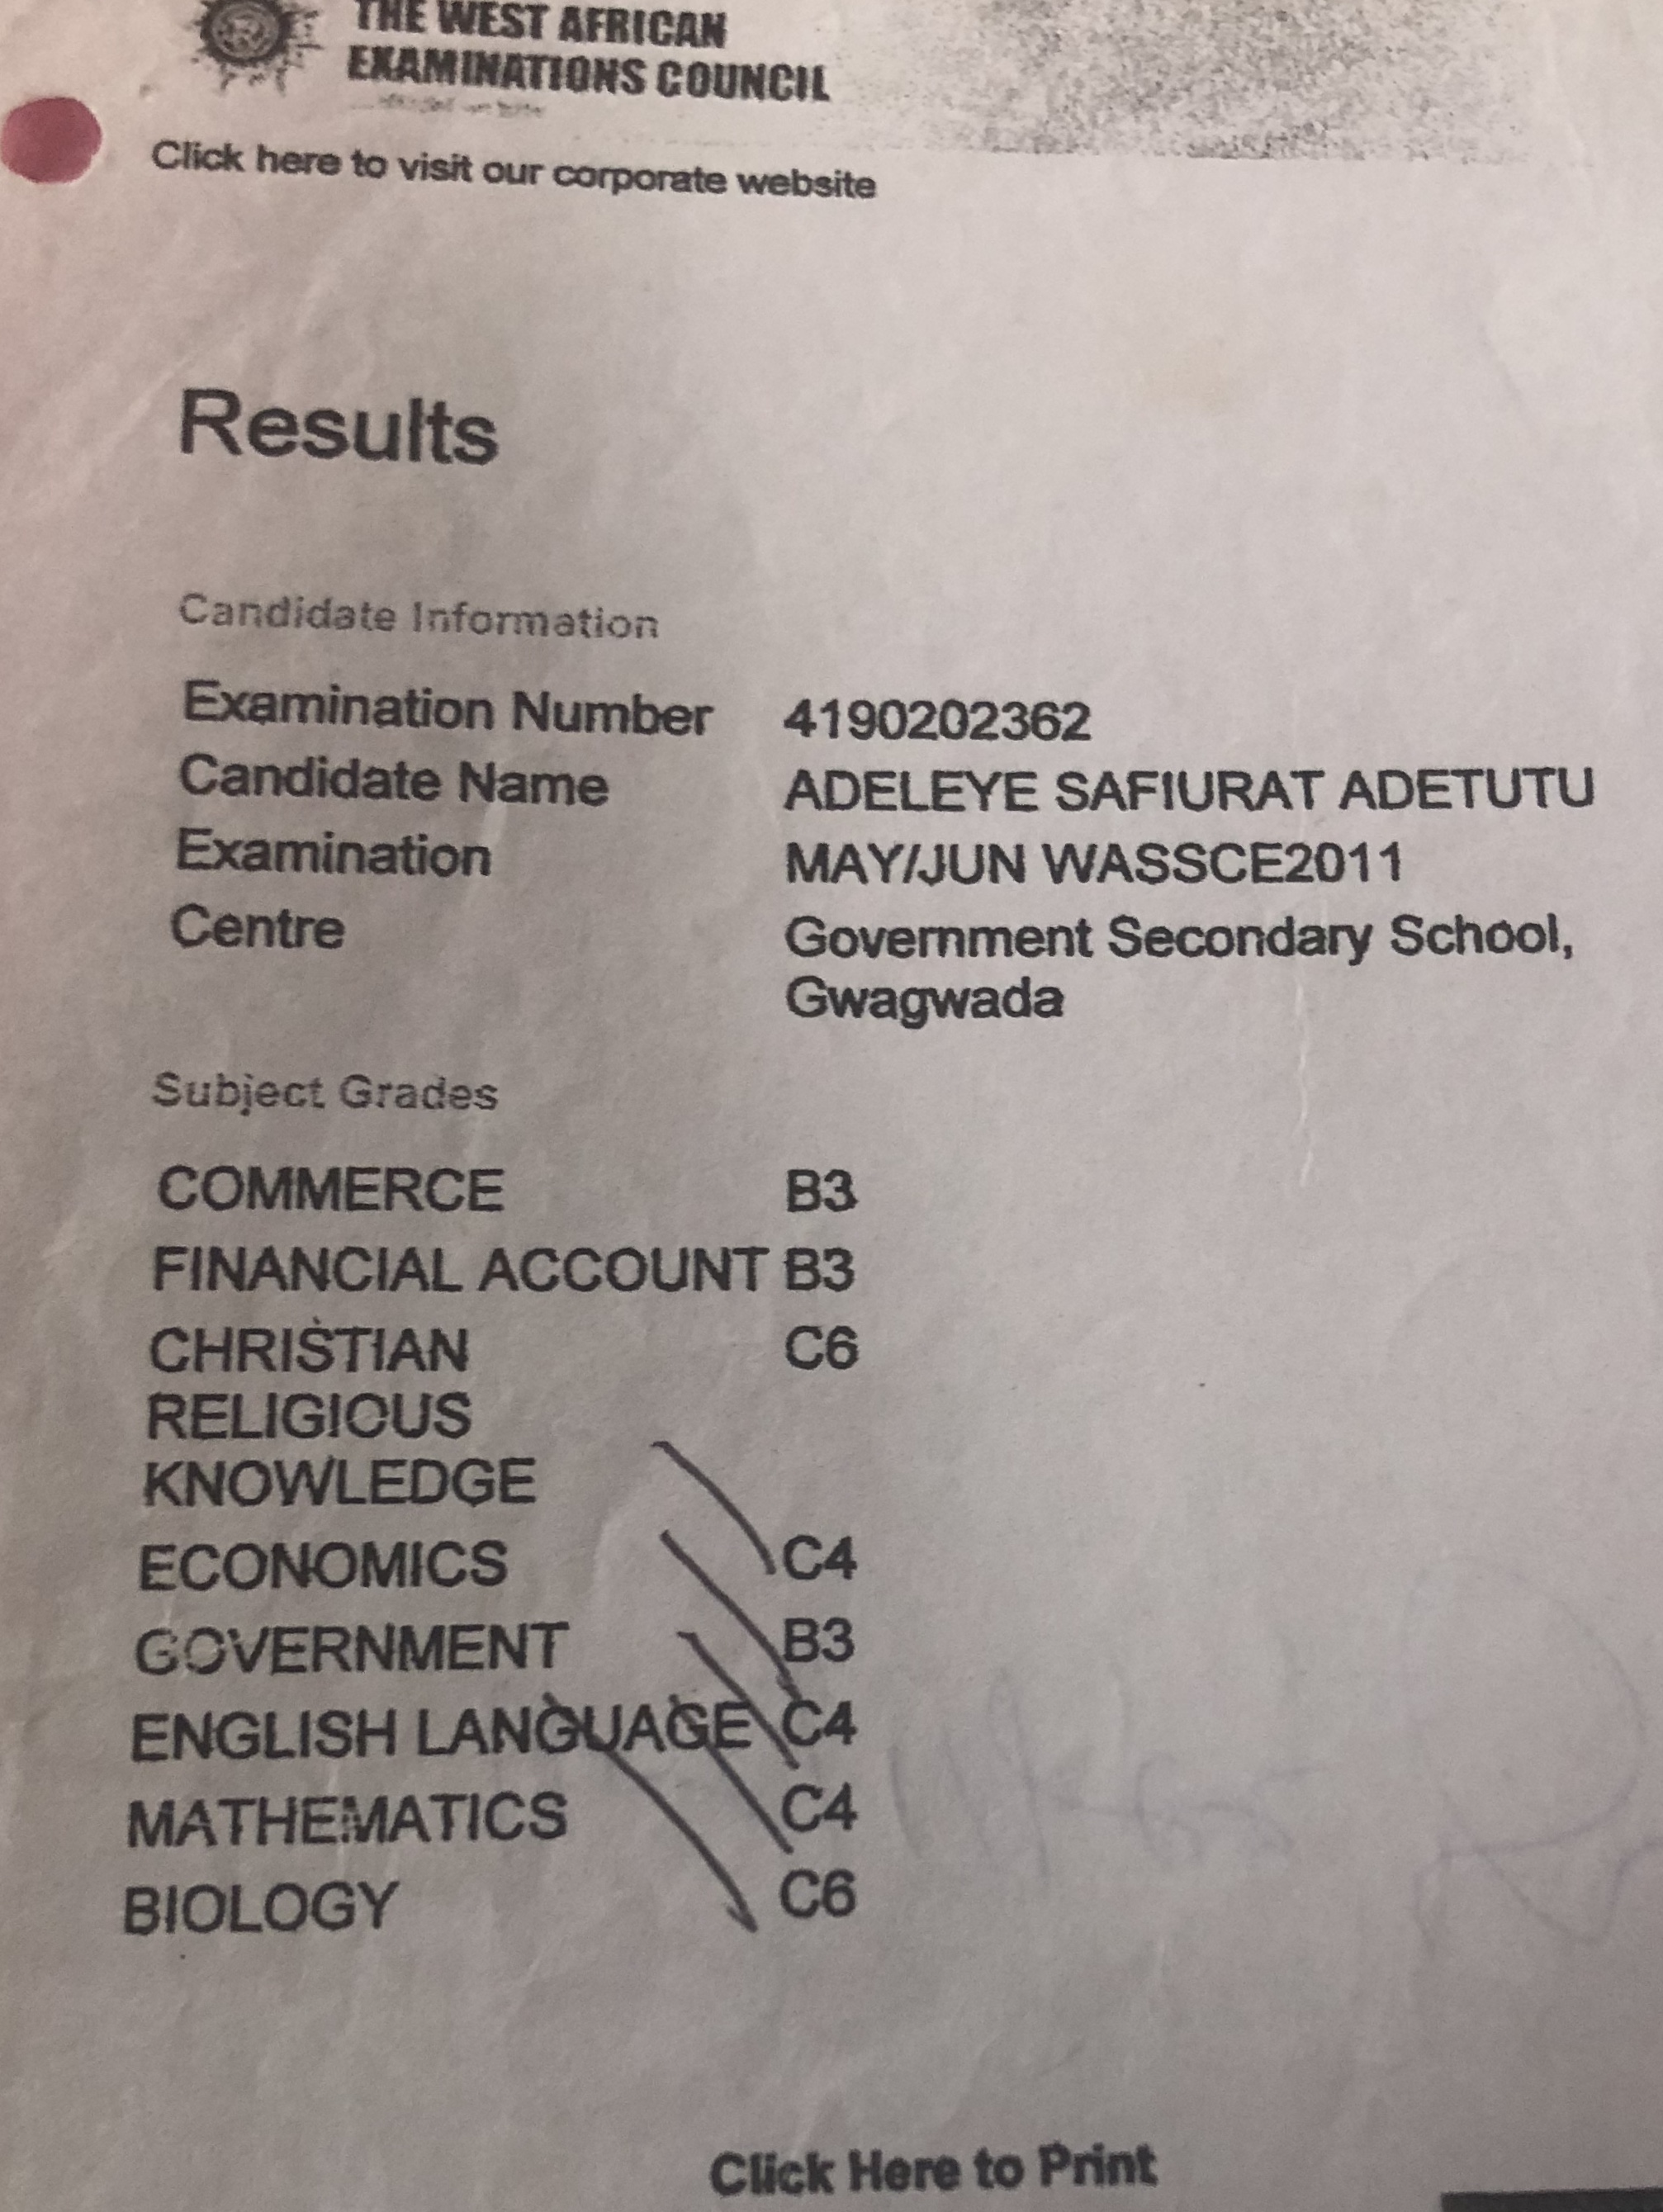 THE WEST AFRICAN
EXAMINATIONS COUNCIL
Click here to visit our corporate website
Results
Candidate Information
Examination Number 4190202362
Candidate Name ADELEYE SAFIURAT ADETUTU
Examination MAY/JUN WASSCE2011
Centre Government Secondary School,
Gwagwada
Subject Grades
COMMERCE B3
FINANCIAL ACCOUNT B3
CHRISTIAN C6
RELIGIOUS
KNOWLEDGE
ECONOMICS C4
GOVERNMENT B3
ENGLISH LANGUAGE C4
MATHEMATICS C4
BIOLOGY C6
Click Here to Print